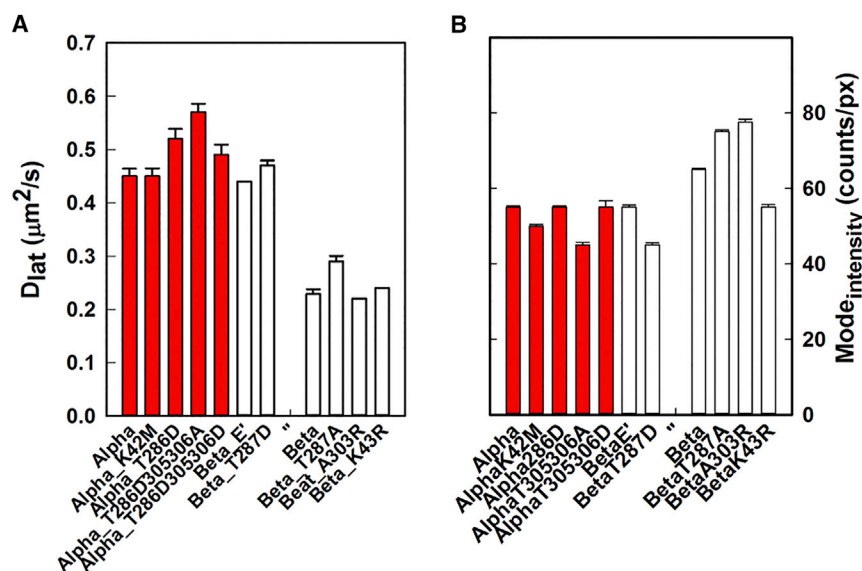 A
B
0.7
0.6
0.5
0.4
0.3
0.2
0.1
0.0
Dlat (μm²/s)
Alpha
Alpha_K42M
Alpha_T286D
Alpha_T286D305306A
Alpha_T286D305306D
Beta_E'
Beta_T287D
"
Beta
Beta_T287A
Beat_A303R
Beta_K43R
80
60
40
20
0
Modeintensity (counts/px)
Alpha
AlphaK42M
Alpha286D
AlphaT305306A
AlphaT305306D
BetaE'
BetaT287D
"
Beta
BetaT287A
BetaA303R
BetaK43R